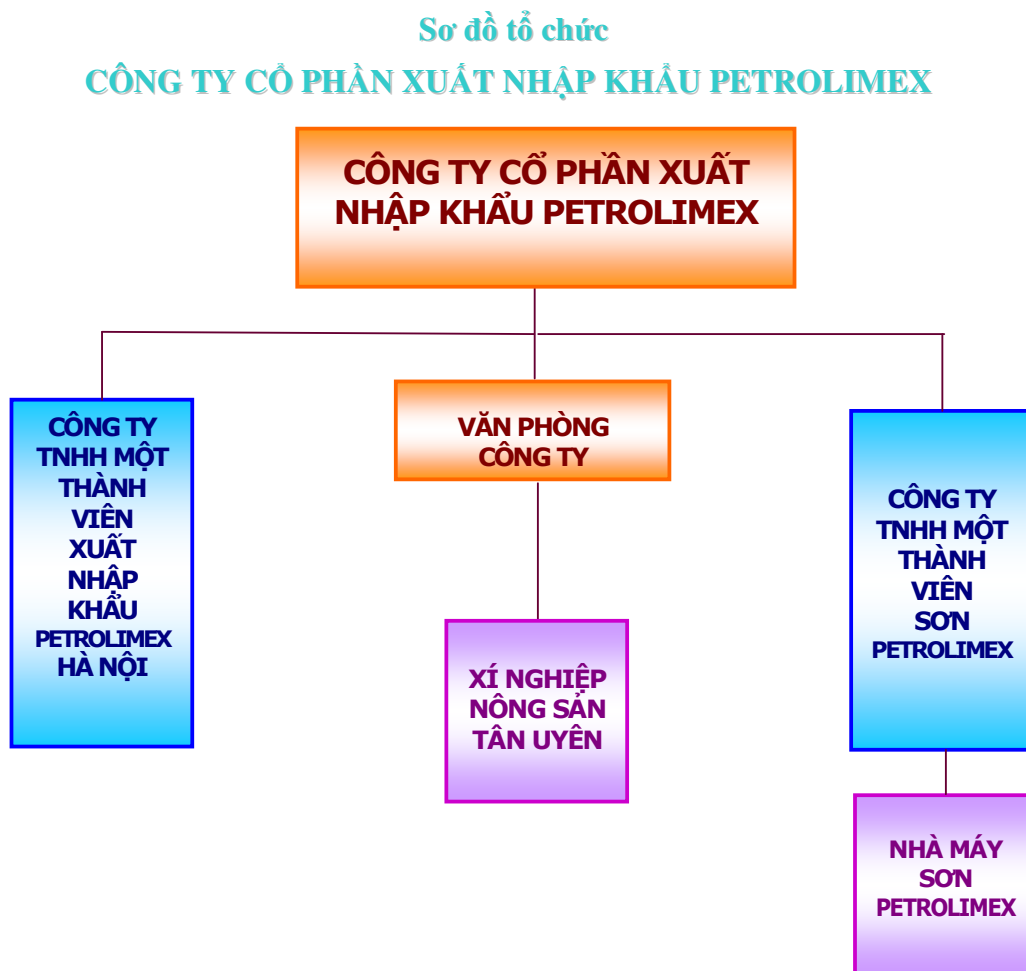 Sơ đồ tổ chức
CÔNG TY CỔ PHẦN XUẤT NHẬP KHẨU PETROLIMEX
CÔNG TY CỔ PHẦN XUẤT
NHẬP KHẨU PETROLIMEX
CÔNG TY
TNHH MỘT
THÀNH
VIÊN
XUẤT
NHẬP
KHẨU
PETROLIMEX
HÀ NỘI
VĂN PHÒNG
CÔNG TY
XÍ NGHIỆP
NÔNG SẢN
TÂN UYÊN
CÔNG TY
TNHH MỘT
THÀNH
VIÊN
SƠN
PETROLIMEX
NHÀ MÁY
SƠN
PETROLIMEX